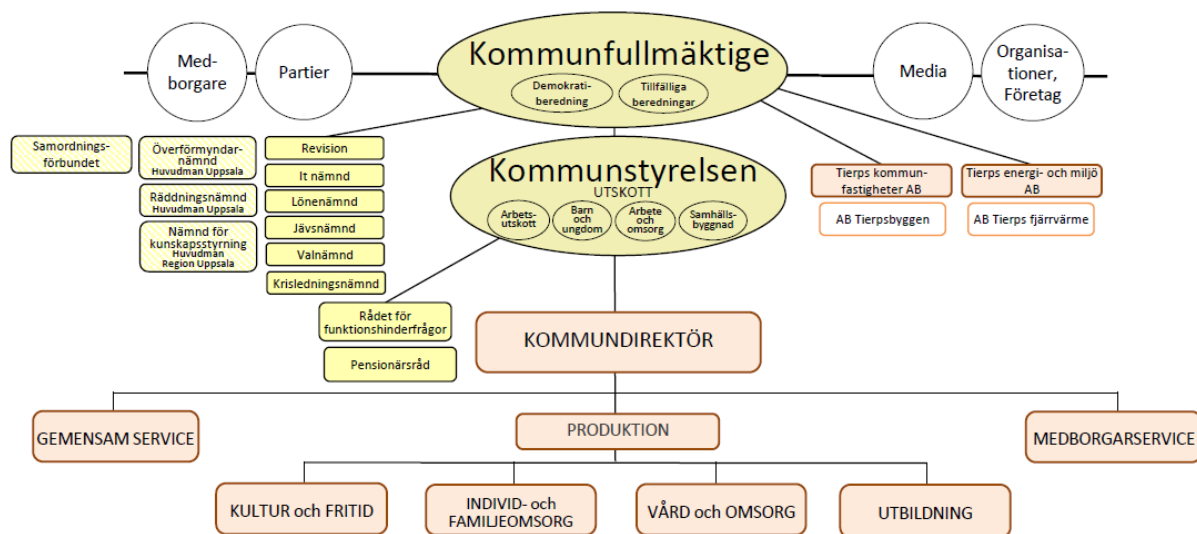 Med-
borgare
Partier
Kommunfullmäktige
Demokrati-
beredning
Tillfälliga
beredningar
Media
Organisa-
tioner,
Företag
Samordnings-
förbundet
Överförmyndar-
nämnd
Huvudman Uppsala
Räddningsnämnd
Huvudman Uppsala
Nämnd för
kunskapsstyrning
Huvudman
Region Uppsala
Revision
It nämnd
Lönenämnd
Jävsnämnd
Valnämnd
Krisledningsnämnd
Kommunstyrelsen
UTSKOTT
Arbets-
utskott
Barn
och
ungdom
Arbete
och
omsorg
Samhälls-
byggnad
Tierps kommun-
fastigheter AB
AB Tierpsbyggen
Tierps energi- och miljö
AB
AB Tierps fjärrvärme
Rådet för
funktionshinderfrågor
Pensionärsråd
KOMMUNDIREKTÖR
GEMENSAM SERVICE
PRODUKTION
MEDBORGARSERVICE
KULTUR och FRITID
INDIVID- och
FAMILJEOMSORG
VÅRD och OMSORG
UTBILDNING